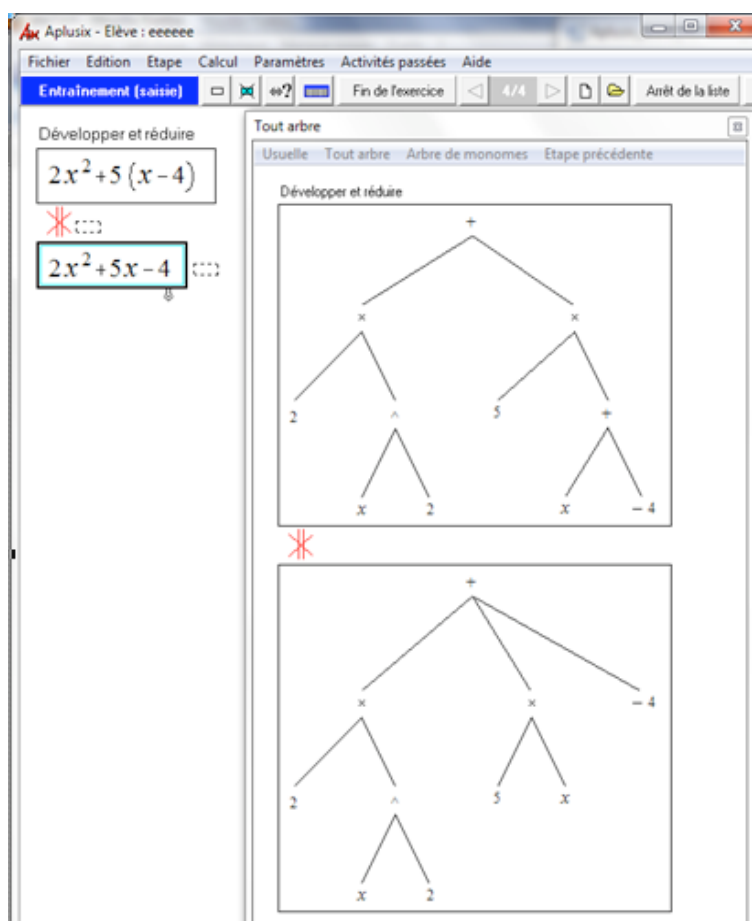 Aplusix - Elève : eeeeee
Fichier Edition Etape Calcul Paramètres Activités passées Aide
Entraînement (saisie) ⇔? Fin de l'exercice 4/4 Arrêt de la liste
Développer et réduire
2x²+5(x−4)
2x²+5x−4
Tout arbre
Usuelle Tout arbre Arbre de monomes Etape précédente
Développer et réduire
+
× ×
2 ^ 5 +
x 2 x −4
+
× × −4
2 ^ 5 x
x 2